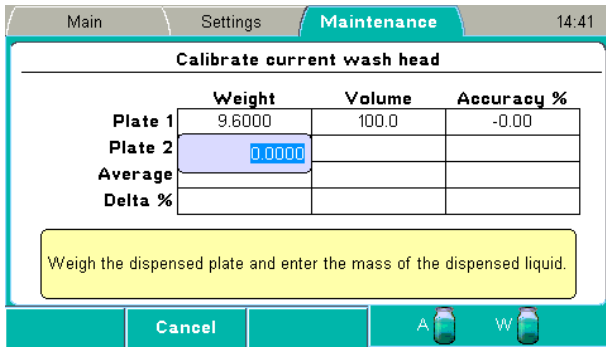 Main Settings Maintenance 14:41
Calibrate current wash head
Weight Volume Accuracy %
Plate 1 9.6000 100.0 -0.00
Plate 2 0.0000
Average
Delta %
Weigh the dispensed plate and enter the mass of the dispensed liquid.
Cancel A W